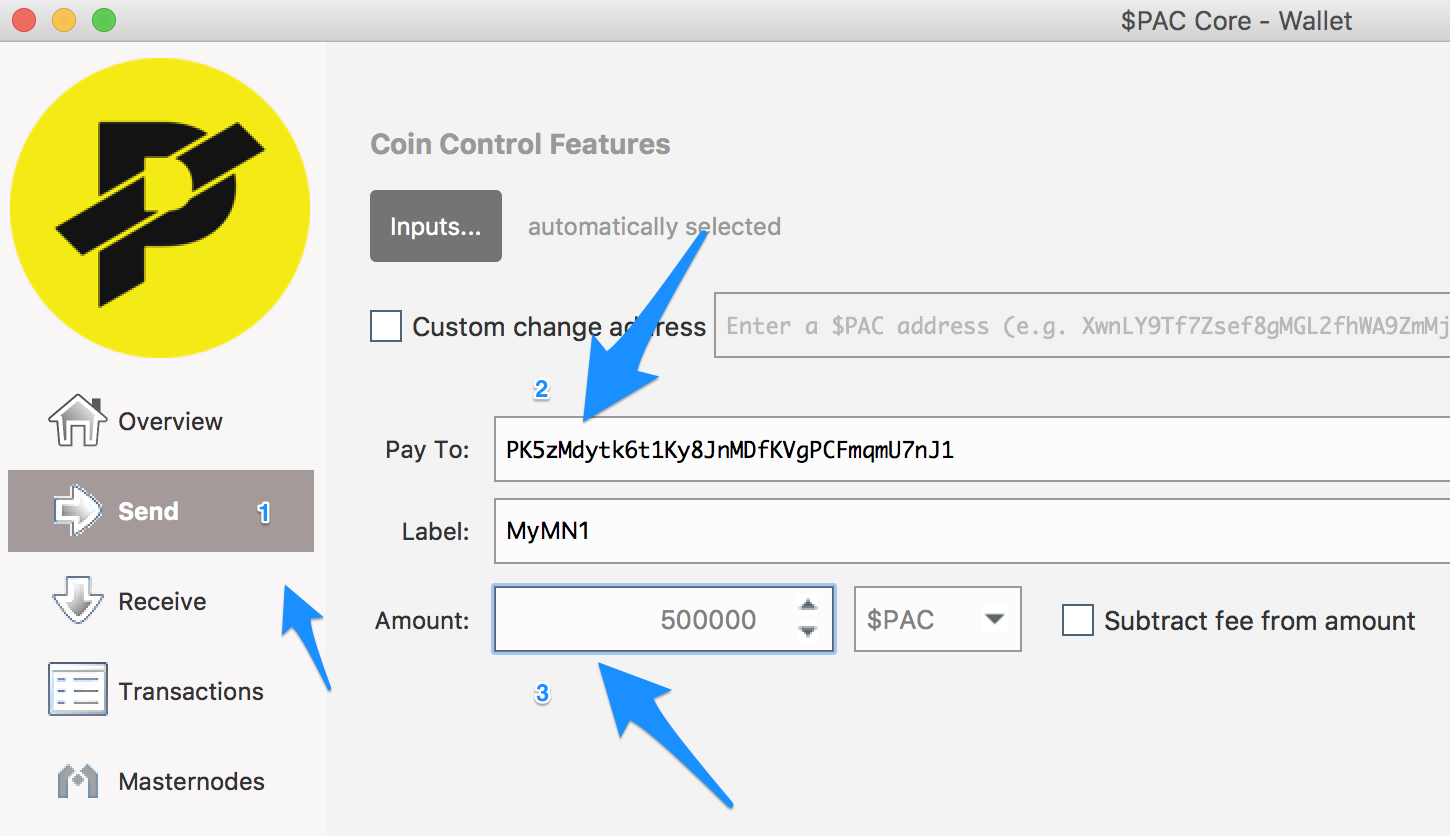 $PAC Core - Wallet
Coin Control Features
Inputs...
automatically selected
Custom change address
Enter a $PAC address (e.g. XwnLY9Tf7Zsef8gMGL2fhWA9ZmMj
2
Overview
Pay To:
PK5zMdytk6t1Ky8JnMDfKVgPCFmqmU7nJ1
Send
1
Label:
MyMN1
Receive
Amount:
500000
$PAC
Subtract fee from amount
3
Transactions
Masternodes